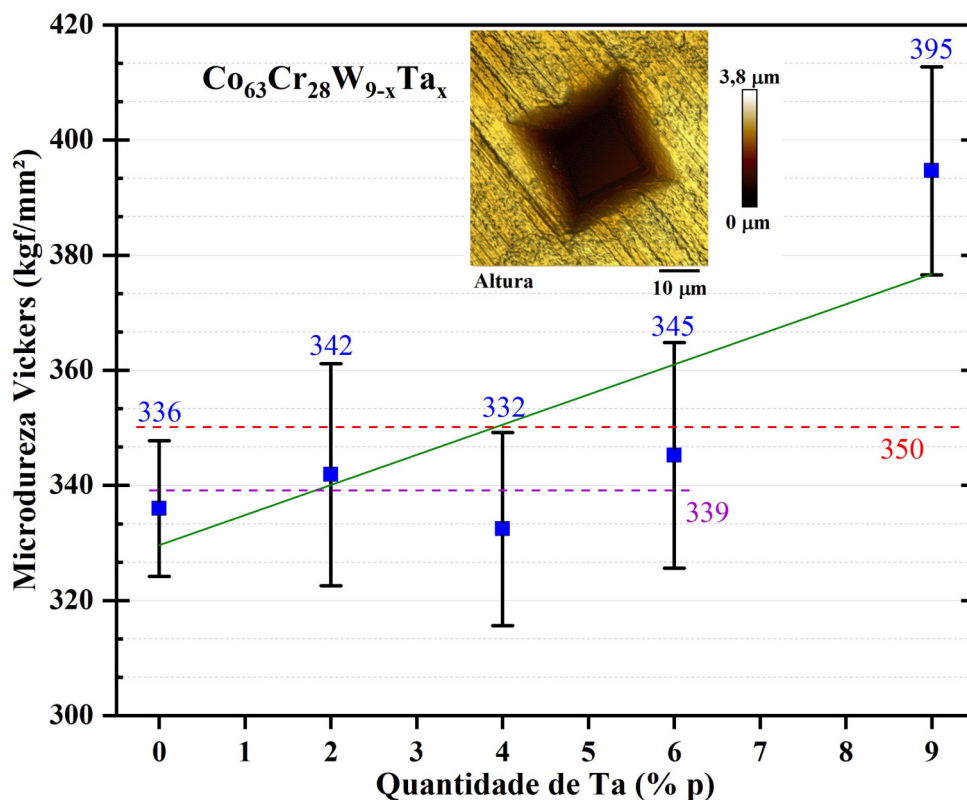 420
400
380
360
340
320
300
Microdureza Vickers (kgf/mm²)
Co₆₃Cr₂₈W₉₋ₓTaₓ
3,8 μm
0 μm
Altura
10 μm
395
345
342
336
332
350
339
0 1 2 3 4 5 6 7 8 9
Quantidade de Ta (% p)